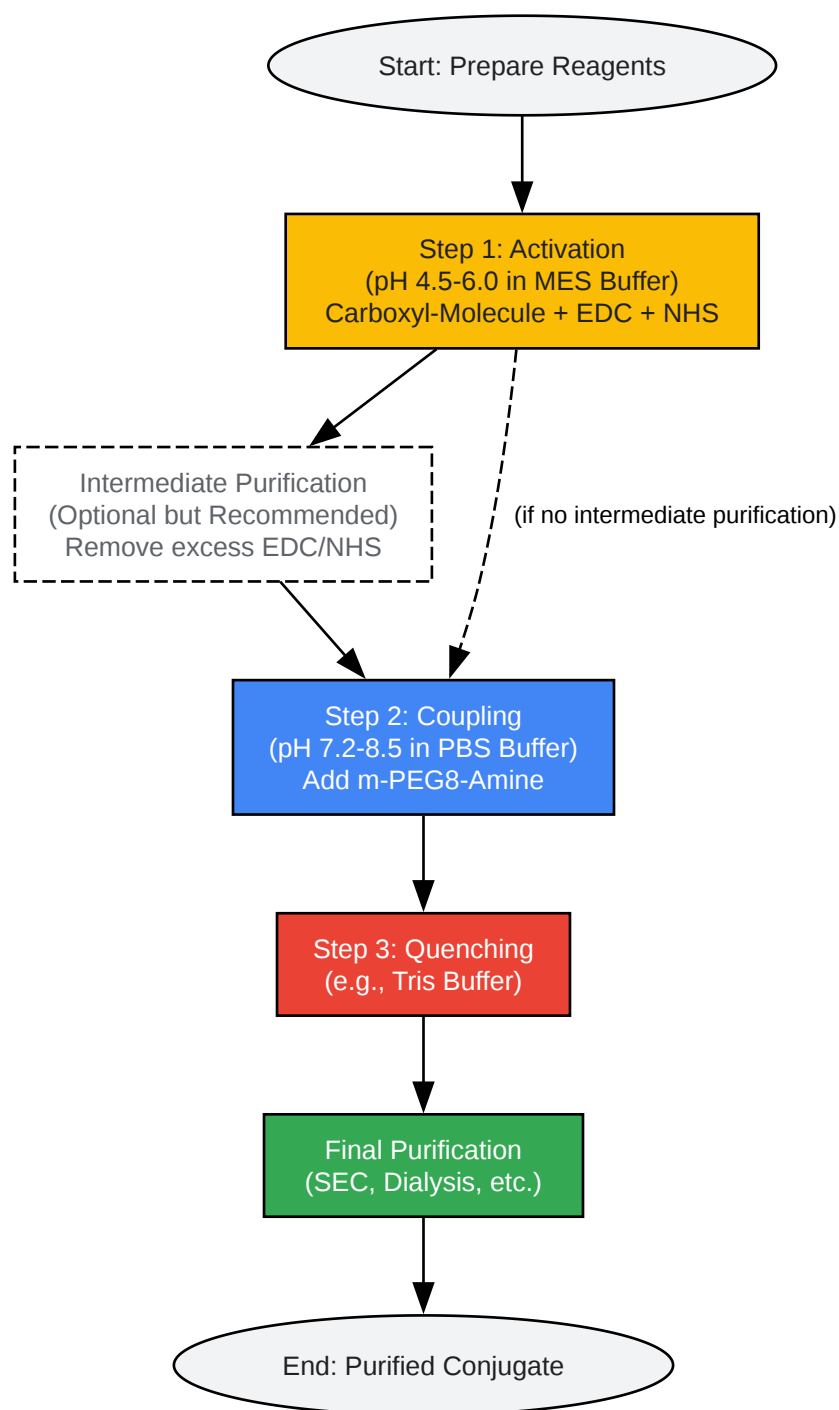 Start: Prepare Reagents
Step 1: Activation
(pH 4.5-6.0 in MES Buffer)
Carboxyl-Molecule + EDC + NHS
Intermediate Purification
(Optional but Recommended)
Remove excess EDC/NHS
(if no intermediate purification)
Step 2: Coupling
(pH 7.2-8.5 in PBS Buffer)
Add m-PEG8-Amine
Step 3: Quenching
(e.g., Tris Buffer)
Final Purification
(SEC, Dialysis, etc.)
End: Purified Conjugate